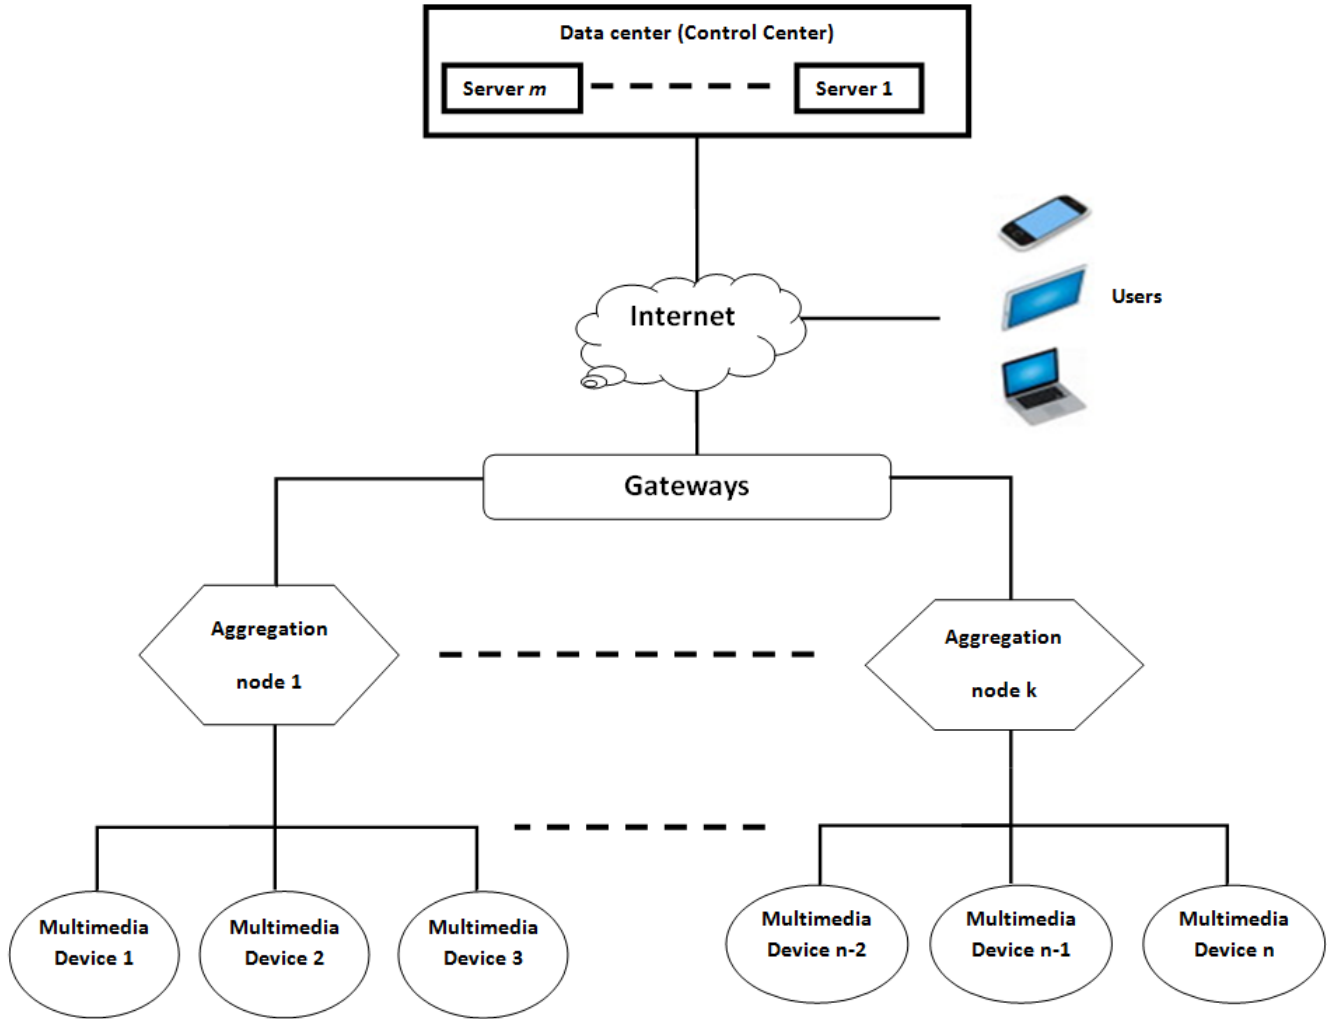 Data center (Control Center)
Server m
Server 1
Internet
Users
Gateways
Aggregation
node 1
Aggregation
node k
Multimedia
Device 1
Multimedia
Device 2
Multimedia
Device 3
Multimedia
Device n-2
Multimedia
Device n-1
Multimedia
Device n